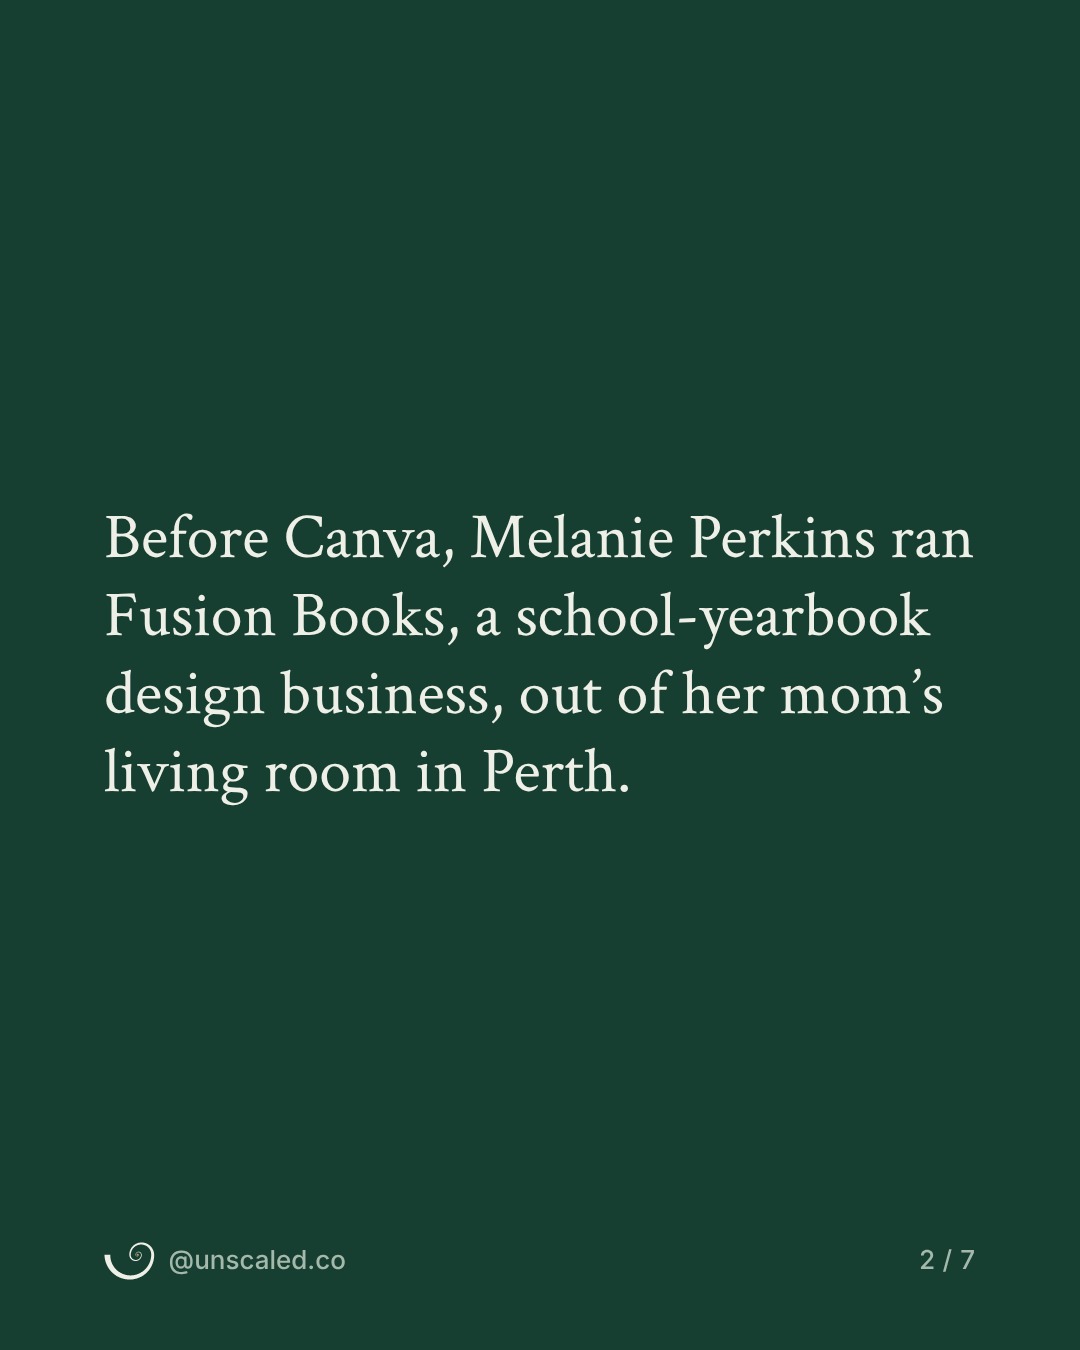 Before Canva, Melanie Perkins ran
Fusion Books, a school-yearbook
design business, out of her mom’s
living room in Perth.
@unscaled.co
2 / 7